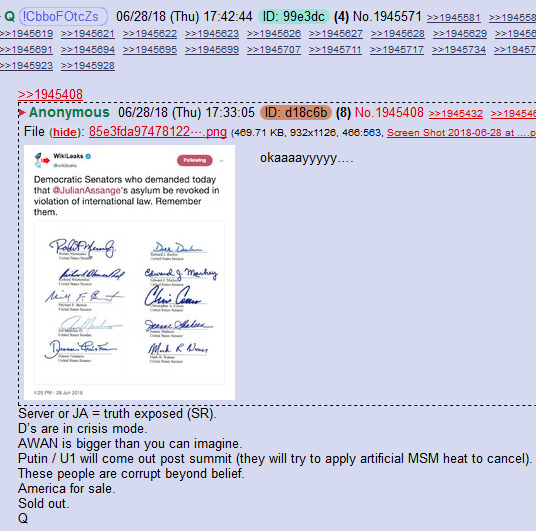 Q !CbboFOtcZs 06/28/18 (Thu) 17:42:44 ID: 99e3dc (4) No.1945571 >>1945581 >>194558
>>1945619 >>1945621 >>1945622 >>1945623 >>1945626 >>1945627 >>1945628 >>1945629
>>1945691 >>1945694 >>1945695 >>1945707 >>1945711 >>1945717 >>1945734 >>19457
>>1945923 >>1945928
>>1945408
Anonymous 06/28/18 (Thu) 17:33:05 ID: d18c6b (8) No.1945408 >>1945432 >>194546
File (hide): 85e3fda97478122⋯.png (469.71 KB, 932x1126, 466:563, Screen Shot 2018-06-28 at ....p
WikiLeaks
@wikileaks
Following
okaaaayyyyy….
Democratic Senators who demanded today
that @JulianAssange's asylum be revoked in
violation of international law. Remember
them.
Robert Menendez
United States Senator
Richard J. Durbin
United States Senator
Richard Blumenthal
United States Senator
Edward J. Markey
United States Senator
Michael F. Bennet
United States Senator
Christopher A. Coons
United States Senator
Joe Manchin III
United States Senator
Jeanne Shaheen
United States Senator
Dianne Feinstein
United States Senator
Mark R. Warner
United States Senator
4:25 PM - 28 Jun 2018
Server or JA = truth exposed (SR).
D's are in crisis mode.
AWAN is bigger than you can imagine.
Putin / U1 will come out post summit (they will try to apply artificial MSM heat to cancel).
These people are corrupt beyond belief.
America for sale.
Sold out.
Q